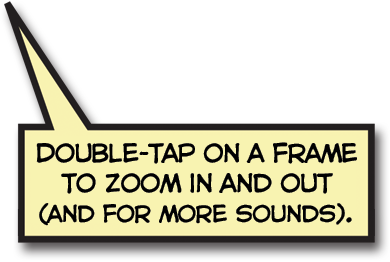 DOUBLE-TAP ON A FRAME
TO ZOOM IN AND OUT
(AND FOR MORE SOUNDS).